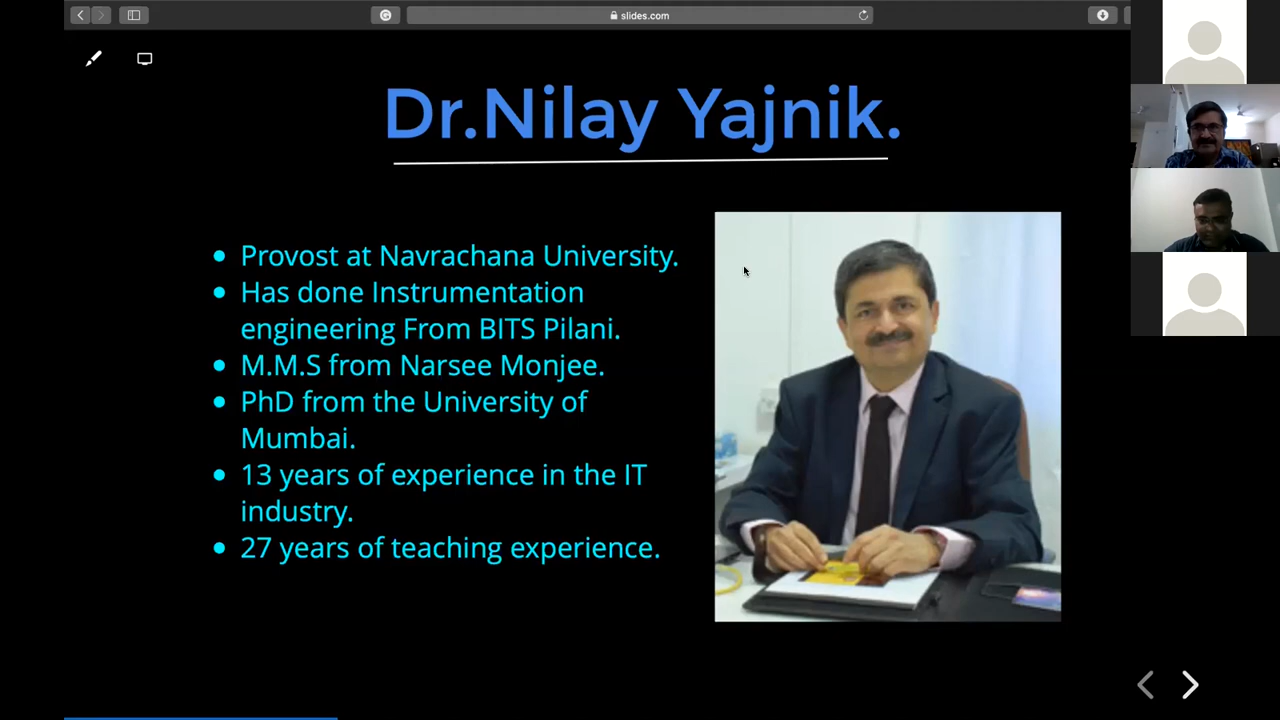 slides.com
Dr.Nilay Yajnik.
Provost at Navrachana University.
Has done Instrumentation
engineering From BITS Pilani.
M.M.S from Narsee Monjee.
PhD from the University of
Mumbai.
13 years of experience in the IT
industry.
27 years of teaching experience.